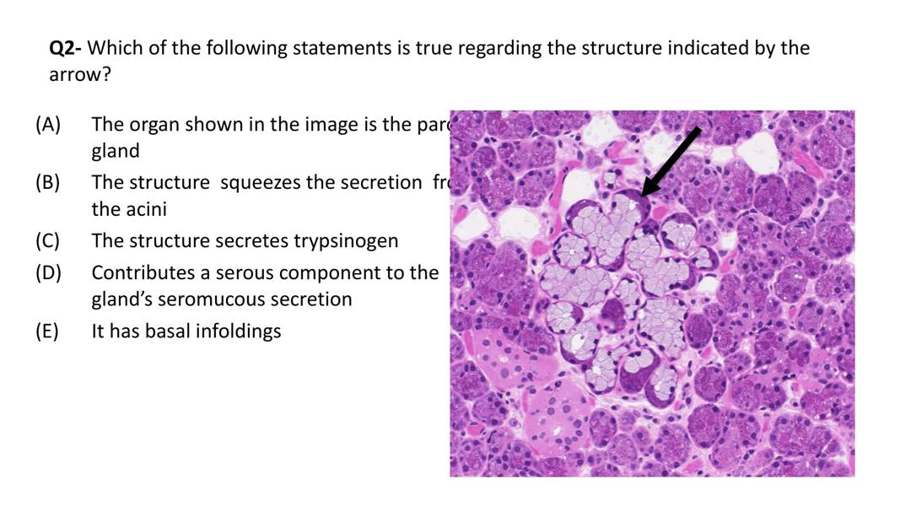 Q2- Which of the following statements is true regarding the structure indicated by the
arrow?
(A) The organ shown in the image is the
gland
(B) The structure squeezes the secretion
the acini
(C) The structure secretes trypsinogen
(D) Contributes a serous component to the
gland’s seromucous secretion
(E) It has basal infoldings